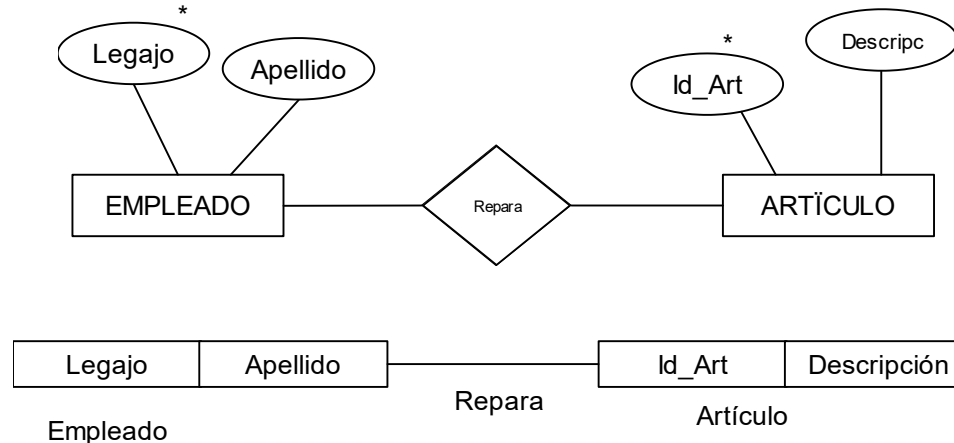 *
Legajo
Apellido
*
Id_Art
Descripc
EMPLEADO
Repara
ARTÏCULO
Legajo
Apellido
Id_Art
Descripción
Repara
Artículo
Empleado